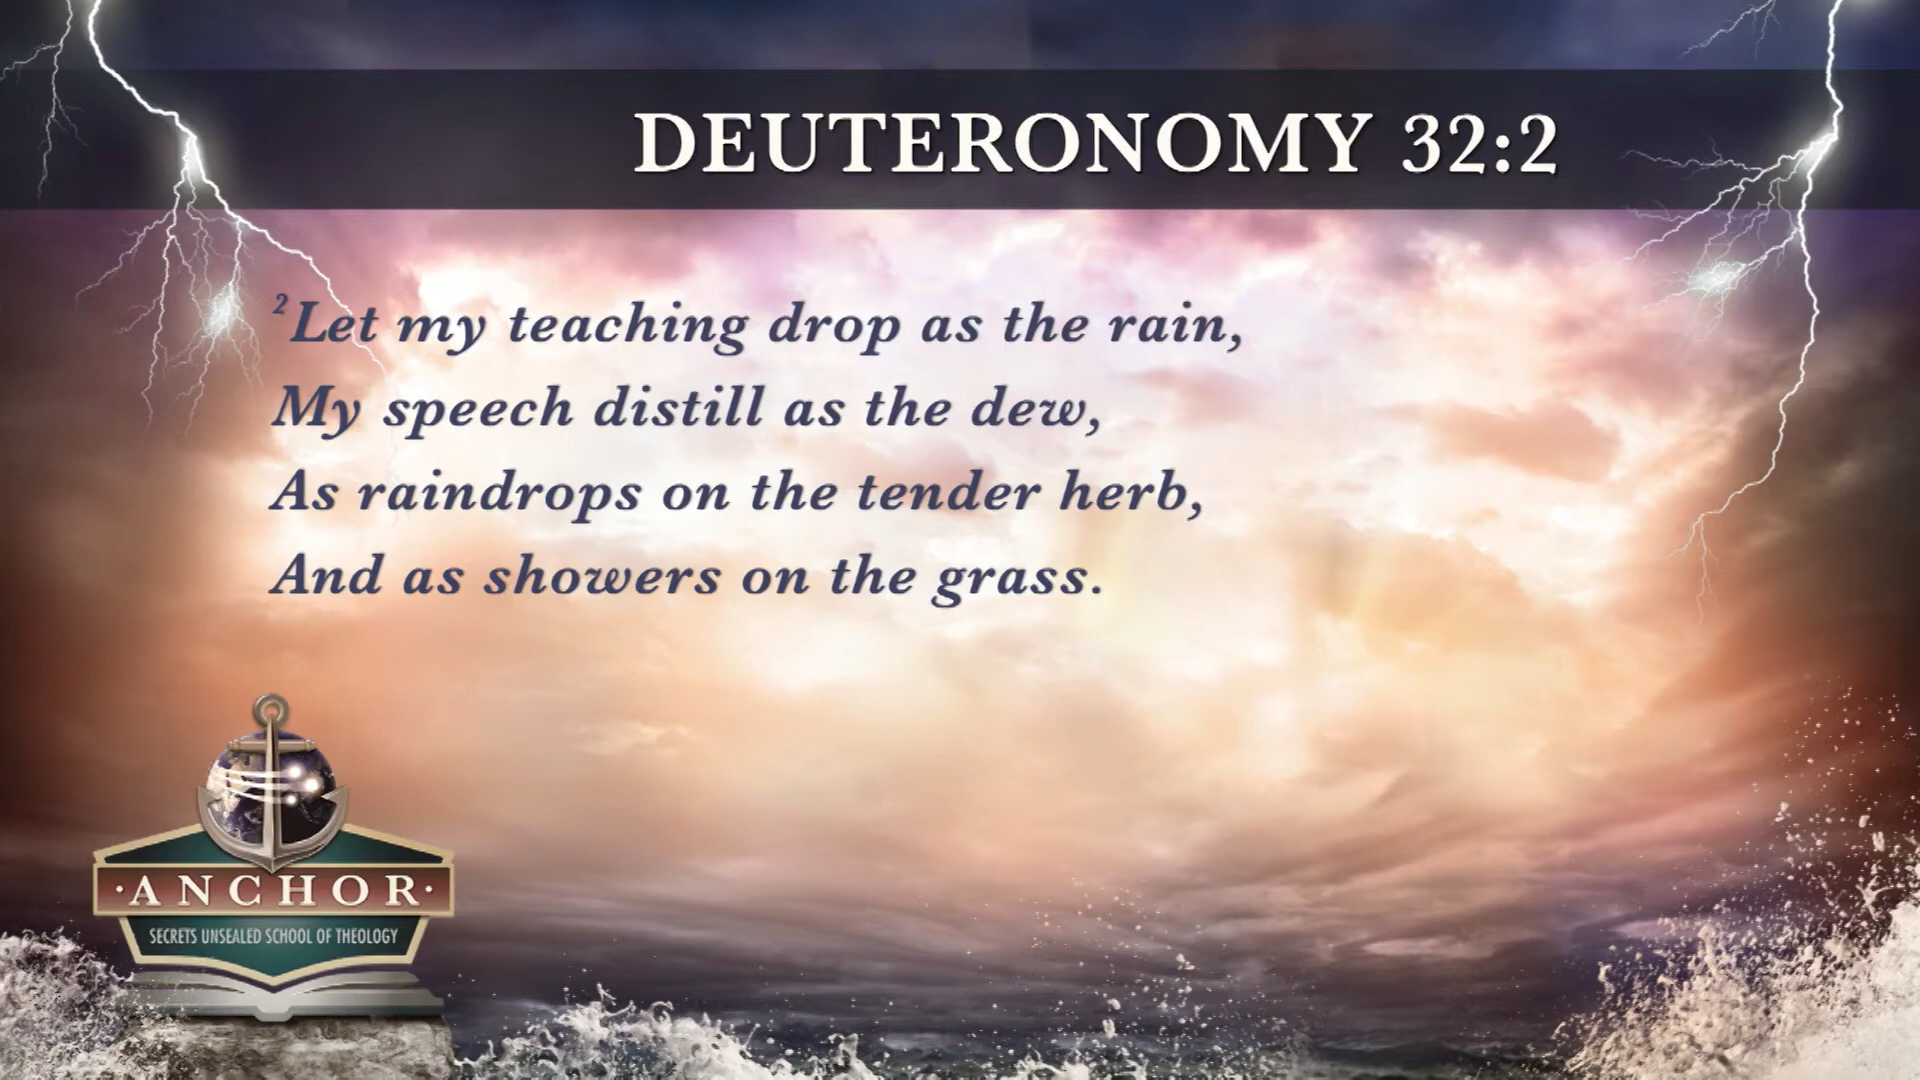 DEUTERONOMY 32:2
²Let my teaching drop as the rain,
My speech distill as the dew,
As raindrops on the tender herb,
And as showers on the grass.
·ANCHOR·
SECRETS UNSEALED SCHOOL OF THEOLOGY